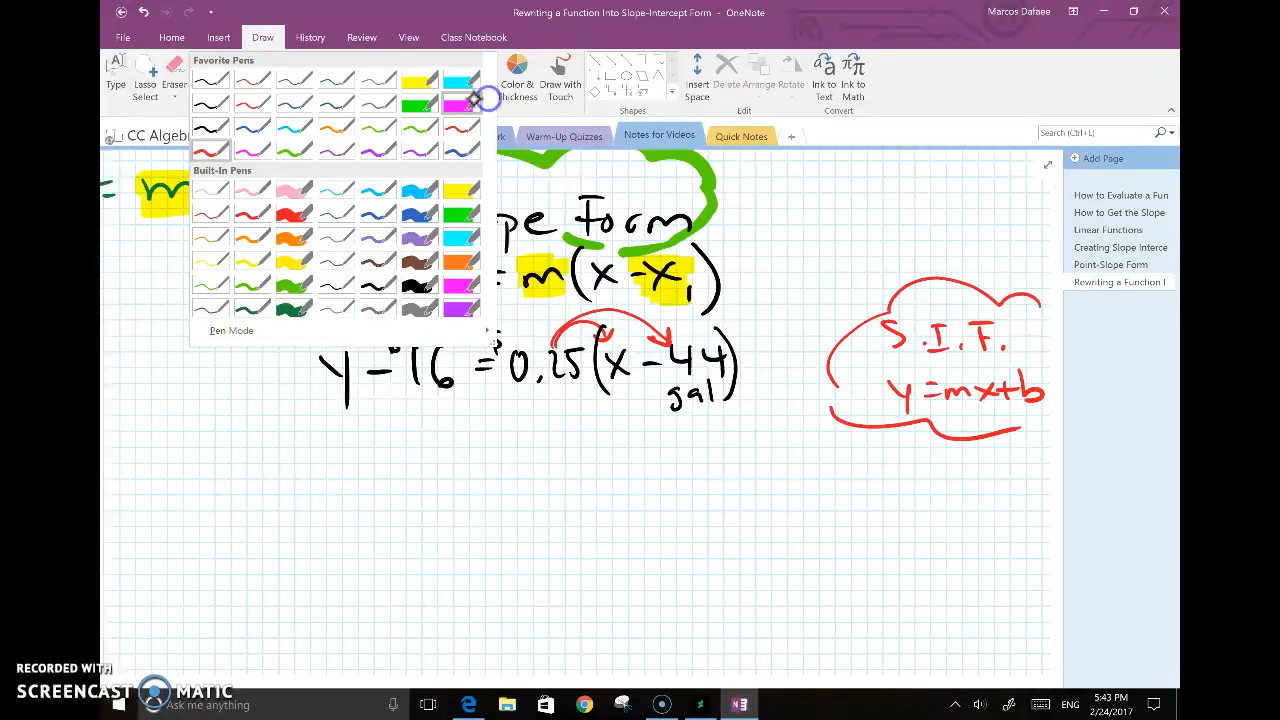 Rewriting a Function Into Slope-Intercept Form - OneNote
Marcos Dafaee
File Home Insert Draw History Review View Class Notebook
Type Lasso Select Eraser
Favorite Pens
Built-In Pens
Pen Mode
Color & Thickness Draw with Touch
Shapes
Insert Space Delete Arrange Rotate
Edit
Ink to Text Ink to Math
Convert
CC Algeb
rk Warm-Up Quizzes Notes for Videos Quick Notes
Search (Ctrl+E)
Add Page
How to Evaluate a Fun
How to Get the Slope
Linear Functions
Creating Slope Interce
Point-Slope Form
Rewriting a Function I
= m
pe Form
= m(x - x1)
y - 16 = 0.25(x - 44)
gal
S.I.F.
y = mx + b
RECORDED WITH
SCREENCAST MATIC
Ask me anything
ENG
5:43 PM
2/24/2017